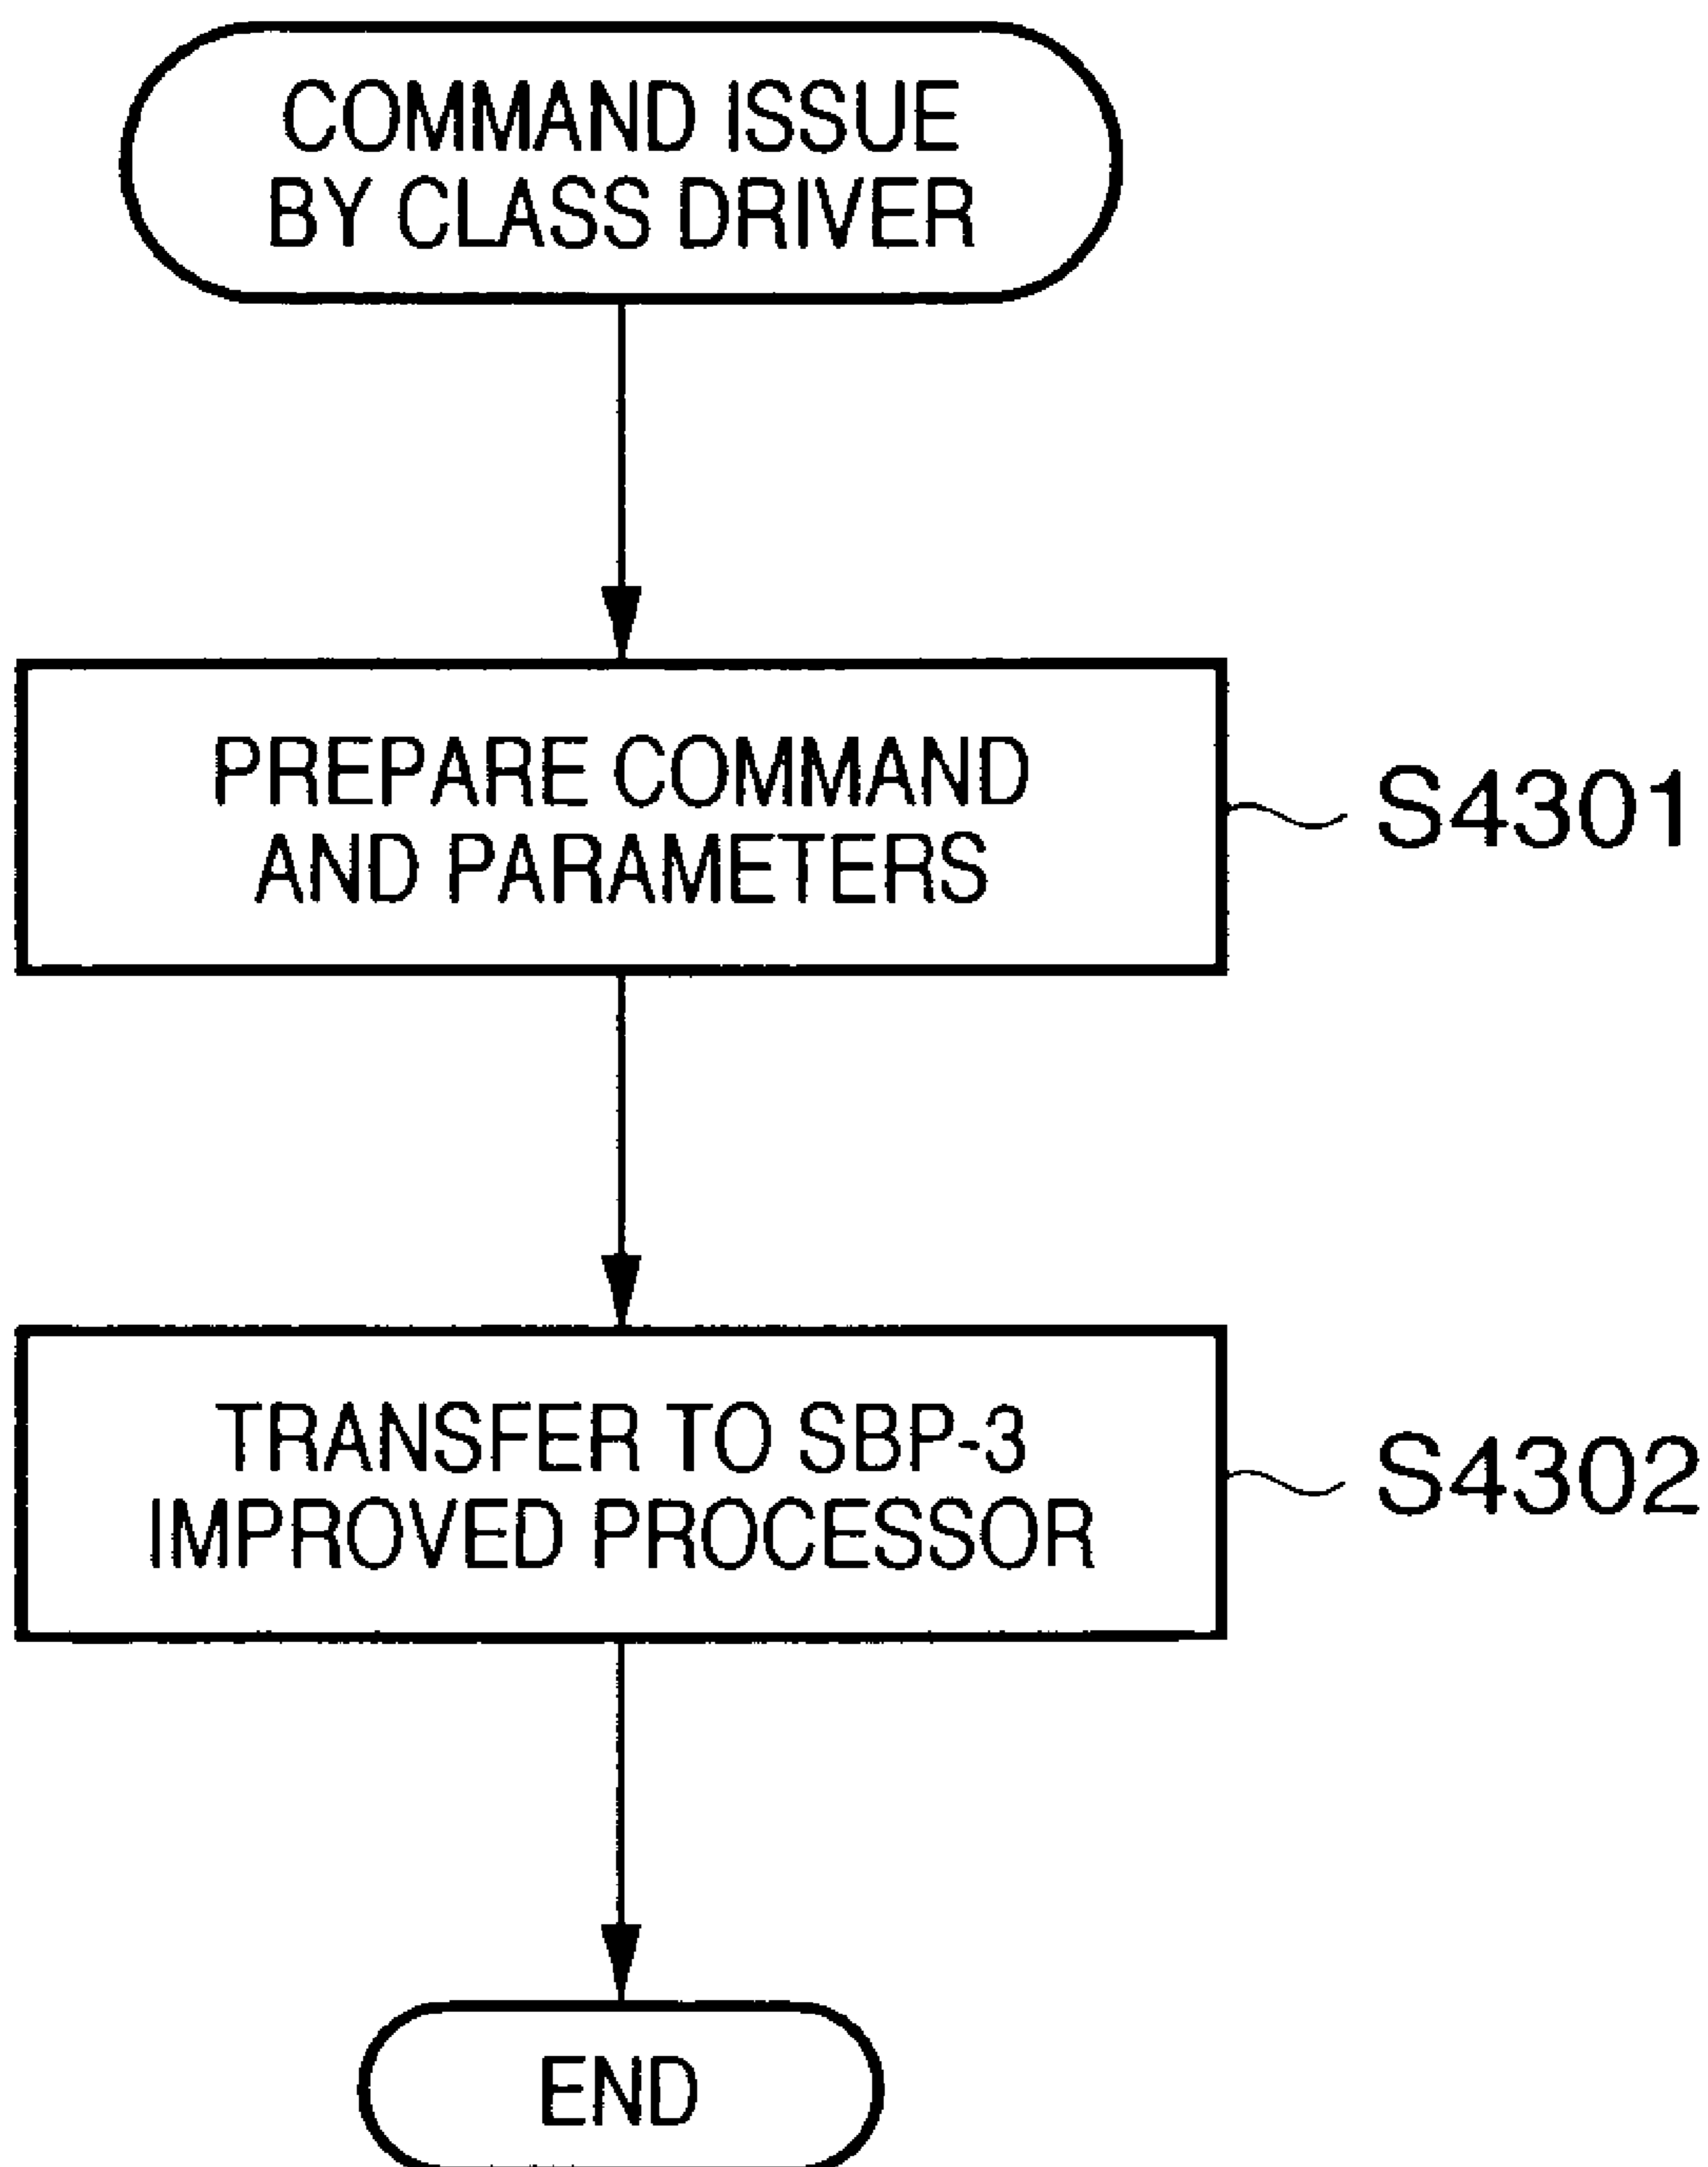 COMMAND ISSUE
BY CLASS DRIVER
PREPARE COMMAND
AND PARAMETERS
S4301
TRANSFER TO SBP-3
IMPROVED PROCESSOR
S4302
END